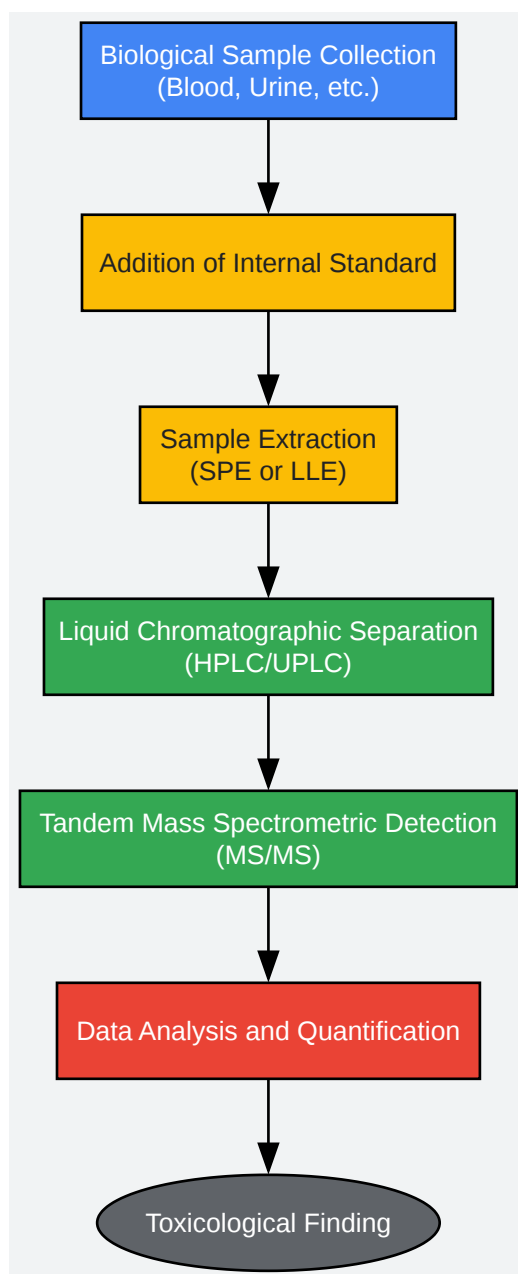 Biological Sample Collection
(Blood, Urine, etc.)
Addition of Internal Standard
Sample Extraction
(SPE or LLE)
Liquid Chromatographic Separation
(HPLC/UPLC)
Tandem Mass Spectrometric Detection
(MS/MS)
Data Analysis and Quantification
Toxicological Finding